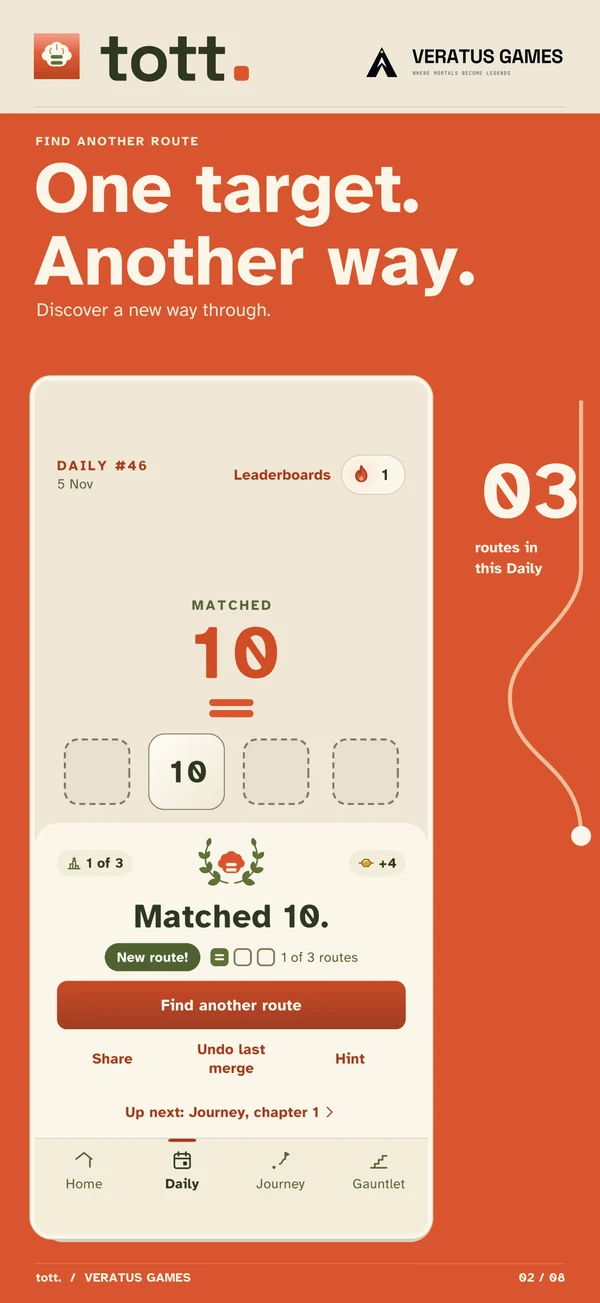 tott.
VERATUS GAMES
WHERE MORTALS BECOME LEGENDS
FIND ANOTHER ROUTE
One target.
Another way.
Discover a new way through.
DAILY #46
5 Nov
Leaderboards
1
03
routes in
this Daily
MATCHED
10
=
10
1 of 3
+4
Matched 10.
New route!
1 of 3 routes
Find another route
Share
Undo last
merge
Hint
Up next: Journey, chapter 1 >
Home
Daily
Journey
Gauntlet
tott. / VERATUS GAMES
02 / 08